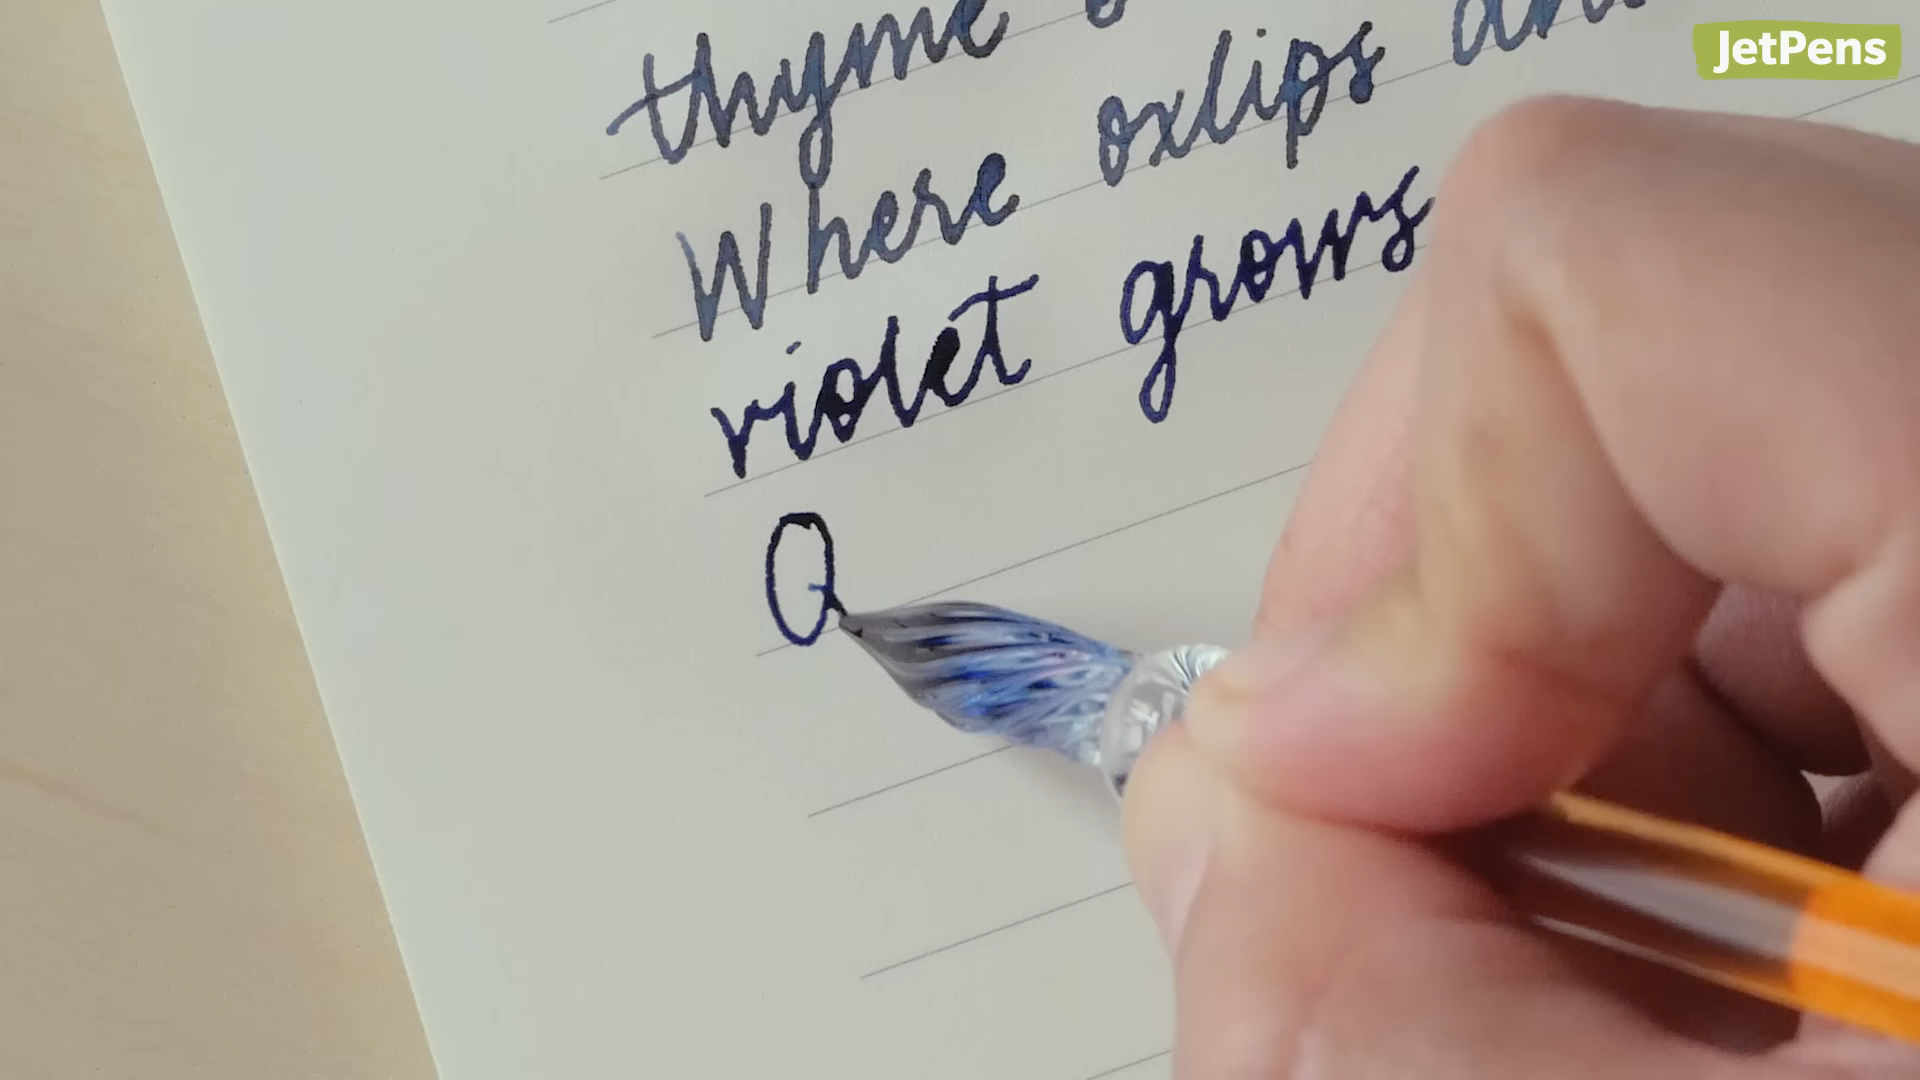 JetPens
thyme
Where oxlips
violet grows
Q